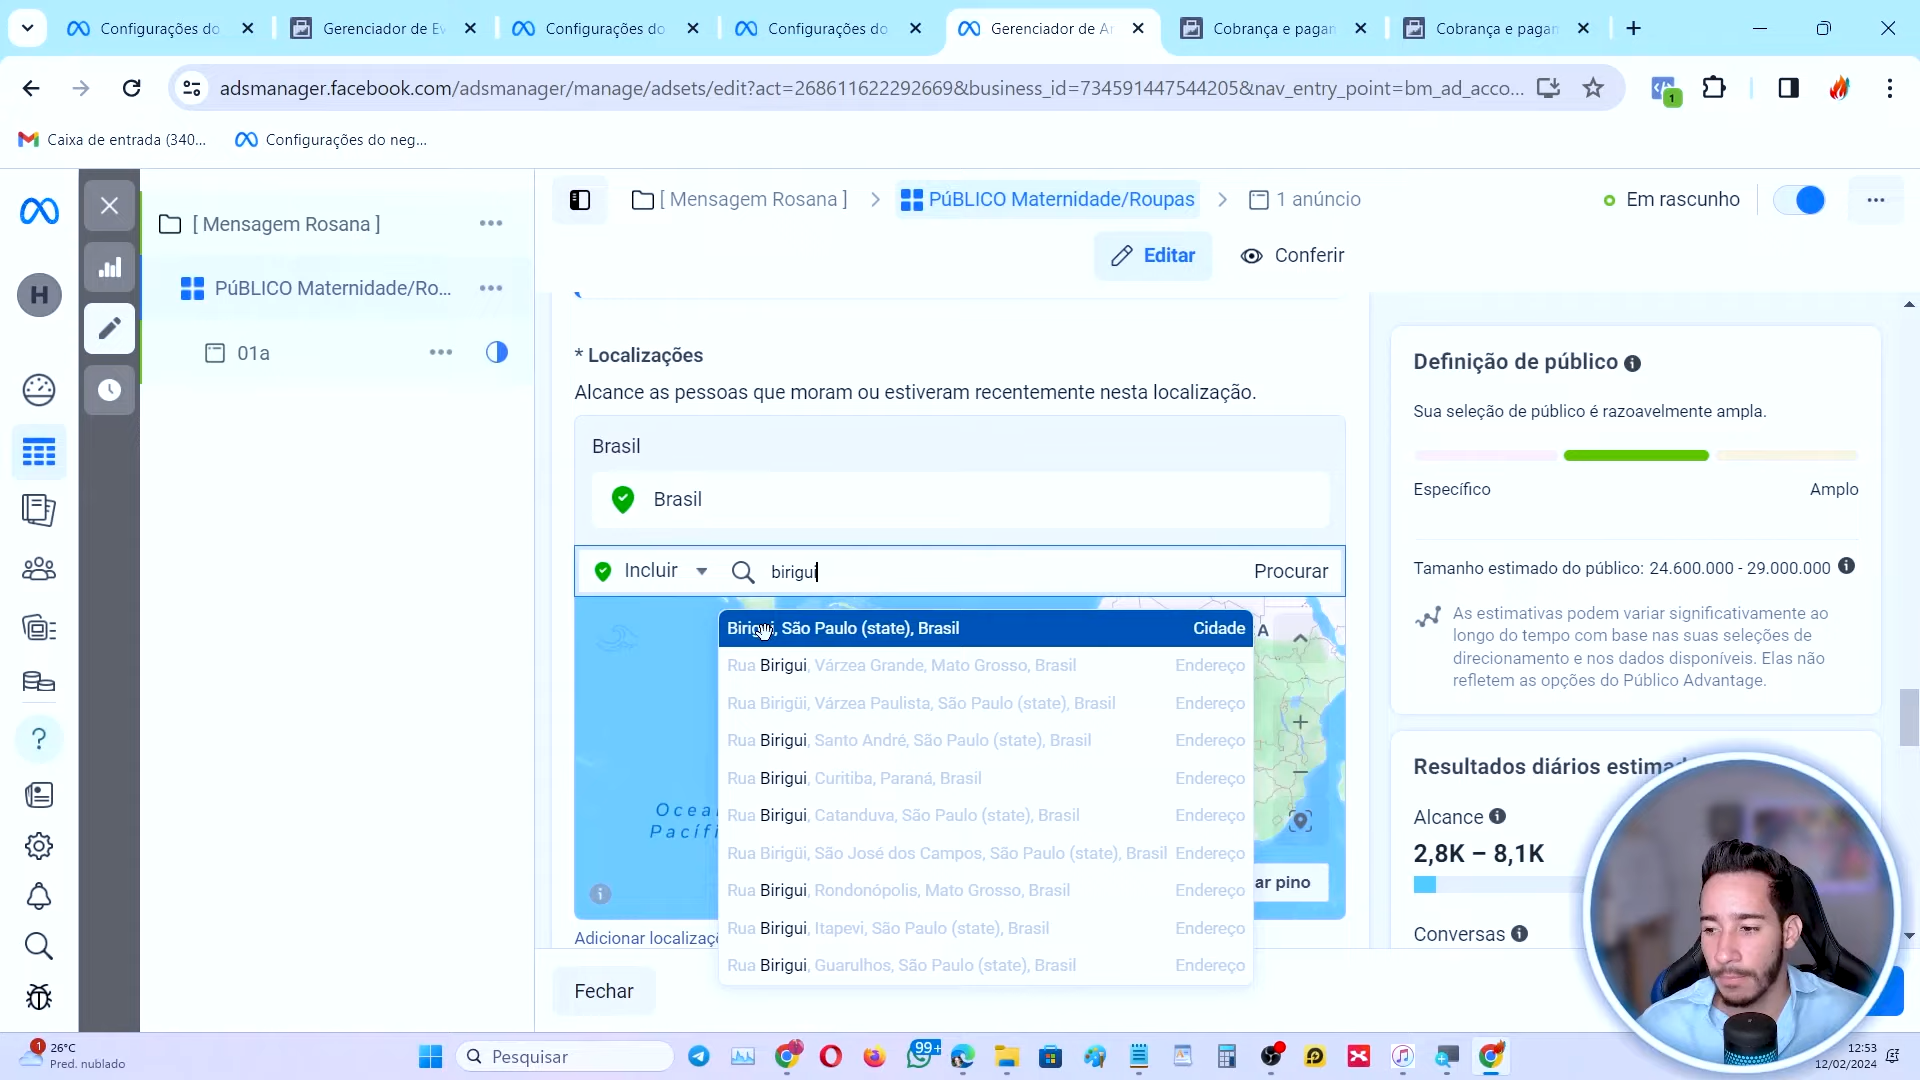 Configurações do
Gerenciador de Ev
Configurações do
Configurações do
Gerenciador de Ar
Cobrança e pagan
Cobrança e pagan
adsmanager.facebook.com/adsmanager/manage/adsets/edit?act=268611622292669&business_id=734591447544205&nav_entry_point=bm_ad_acco...
1
Caixa de entrada (340...
Configurações do neg...
[ Mensagem Rosana ]
PúBLICO Maternidade/Roupas
1 anúncio
Em rascunho
[ Mensagem Rosana ]
Editar
Conferir
H
PúBLICO Maternidade/Ro...
01a
* Localizações
Alcance as pessoas que moram ou estiveram recentemente nesta localização.
Brasil
Brasil
Incluir
birigui
Procurar
Birigui, São Paulo (state), Brasil Cidade
Rua Birigui, Várzea Grande, Mato Grosso, Brasil Endereço
Rua Birigüi, Várzea Paulista, São Paulo (state), Brasil Endereço
Rua Birigui, Santo André, São Paulo (state), Brasil Endereço
Rua Birigui, Curitiba, Paraná, Brasil Endereço
Rua Birigui, Catanduva, São Paulo (state), Brasil Endereço
Rua Birigüi, São José dos Campos, São Paulo (state), Brasil Endereço
Rua Birigui, Rondonópolis, Mato Grosso, Brasil Endereço
Rua Birigui, Itapevi, São Paulo (state), Brasil Endereço
Rua Birigui, Guarulhos, São Paulo (state), Brasil Endereço
A
Ocea
Pacífi
ar pino
Adicionar localizaç
Fechar
Definição de público
Sua seleção de público é razoavelmente ampla.
Específico
Amplo
Tamanho estimado do público: 24.600.000 - 29.000.000
As estimativas podem variar significativamente ao
longo do tempo com base nas suas seleções de
direcionamento e nos dados disponíveis. Elas não
refletem as opções do Público Advantage.
Resultados diários estima
Alcance
2,8K – 8,1K
Conversas
1
26°C
Pred. nublado
Pesquisar
99+
12:53
12/02/2024